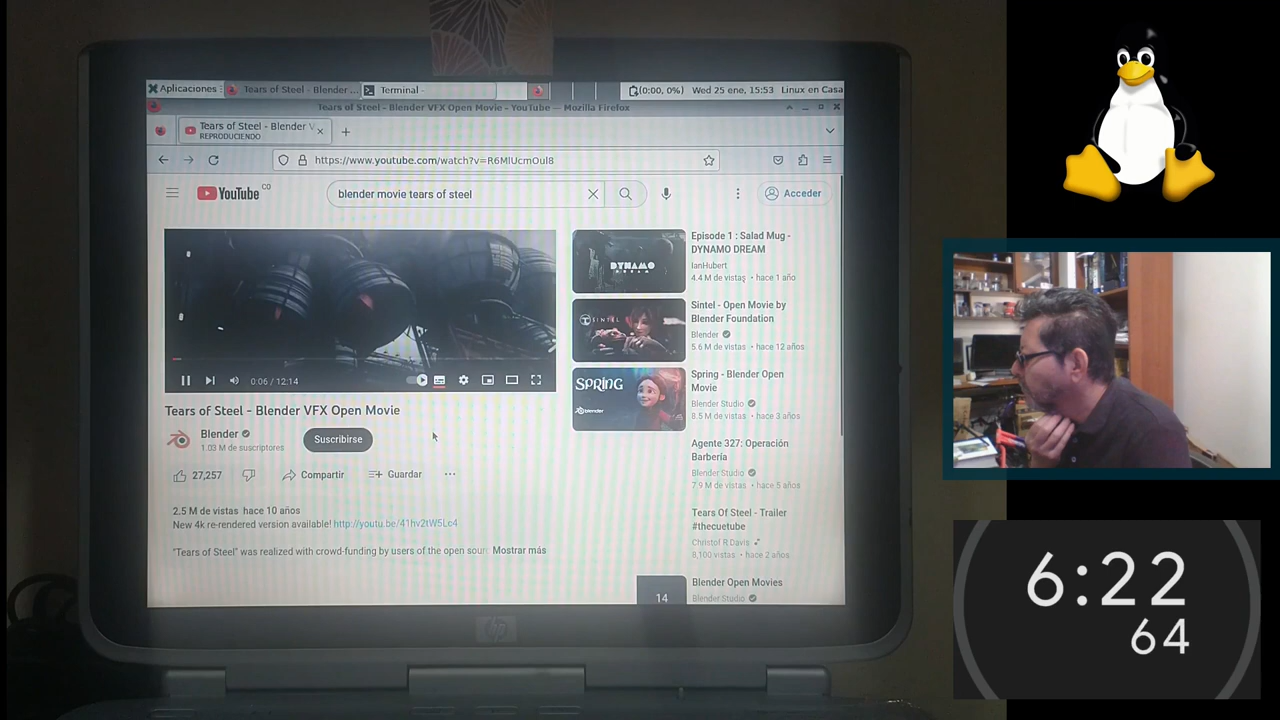 Aplicaciones
Tears of Steel - Blender ...
Terminal -
(0:00, 0%)
Wed 25 ene, 15:53
Linux en Casa
Tears of Steel - Blender VFX Open Movie - YouTube — Mozilla Firefox
Tears of Steel - Blender V
REPRODUCIENDO
https://www.youtube.com/watch?v=R6MlUcmOul8
YouTube CO
blender movie tears of steel
Acceder
0:06 / 12:14
Tears of Steel - Blender VFX Open Movie
Blender
1.03 M de suscriptores
Suscribirse
27,257
Compartir
Guardar
2.5 M de vistas hace 10 años
New 4k re-rendered version available! http://youtu.be/41hv2tW5Lc4
"Tears of Steel" was realized with crowd-funding by users of the open sour Mostrar más
DYNAMO
DREAM
Episode 1 : Salad Mug -
DYNAMO DREAM
IanHubert
4.4 M de vistas • hace 1 año
SINTEL
Sintel - Open Movie by
Blender Foundation
Blender
5.6 M de vistas • hace 12 años
SPRING
blender
Spring - Blender Open
Movie
Blender Studio
8.5 M de vistas • hace 3 años
Agente 327: Operación
Barbería
Blender Studio
7.9 M de vistas • hace 5 años
Tears Of Steel - Trailer
#thecuetube
Christof R Davis
8,100 vistas • hace 2 años
14
Blender Open Movies
Blender Studio
hp
6:22
64